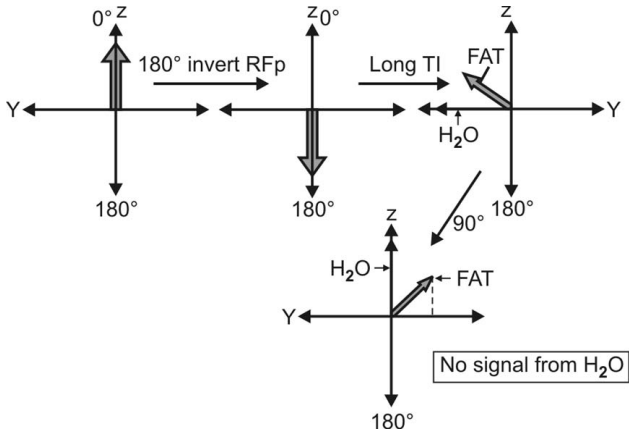 0° z
180° invert RFp
Y
180°
z 0°
Long TI
180°
z
FAT
H2O
Y
180°
90°
z
H2O
FAT
Y
180°
No signal from H2O